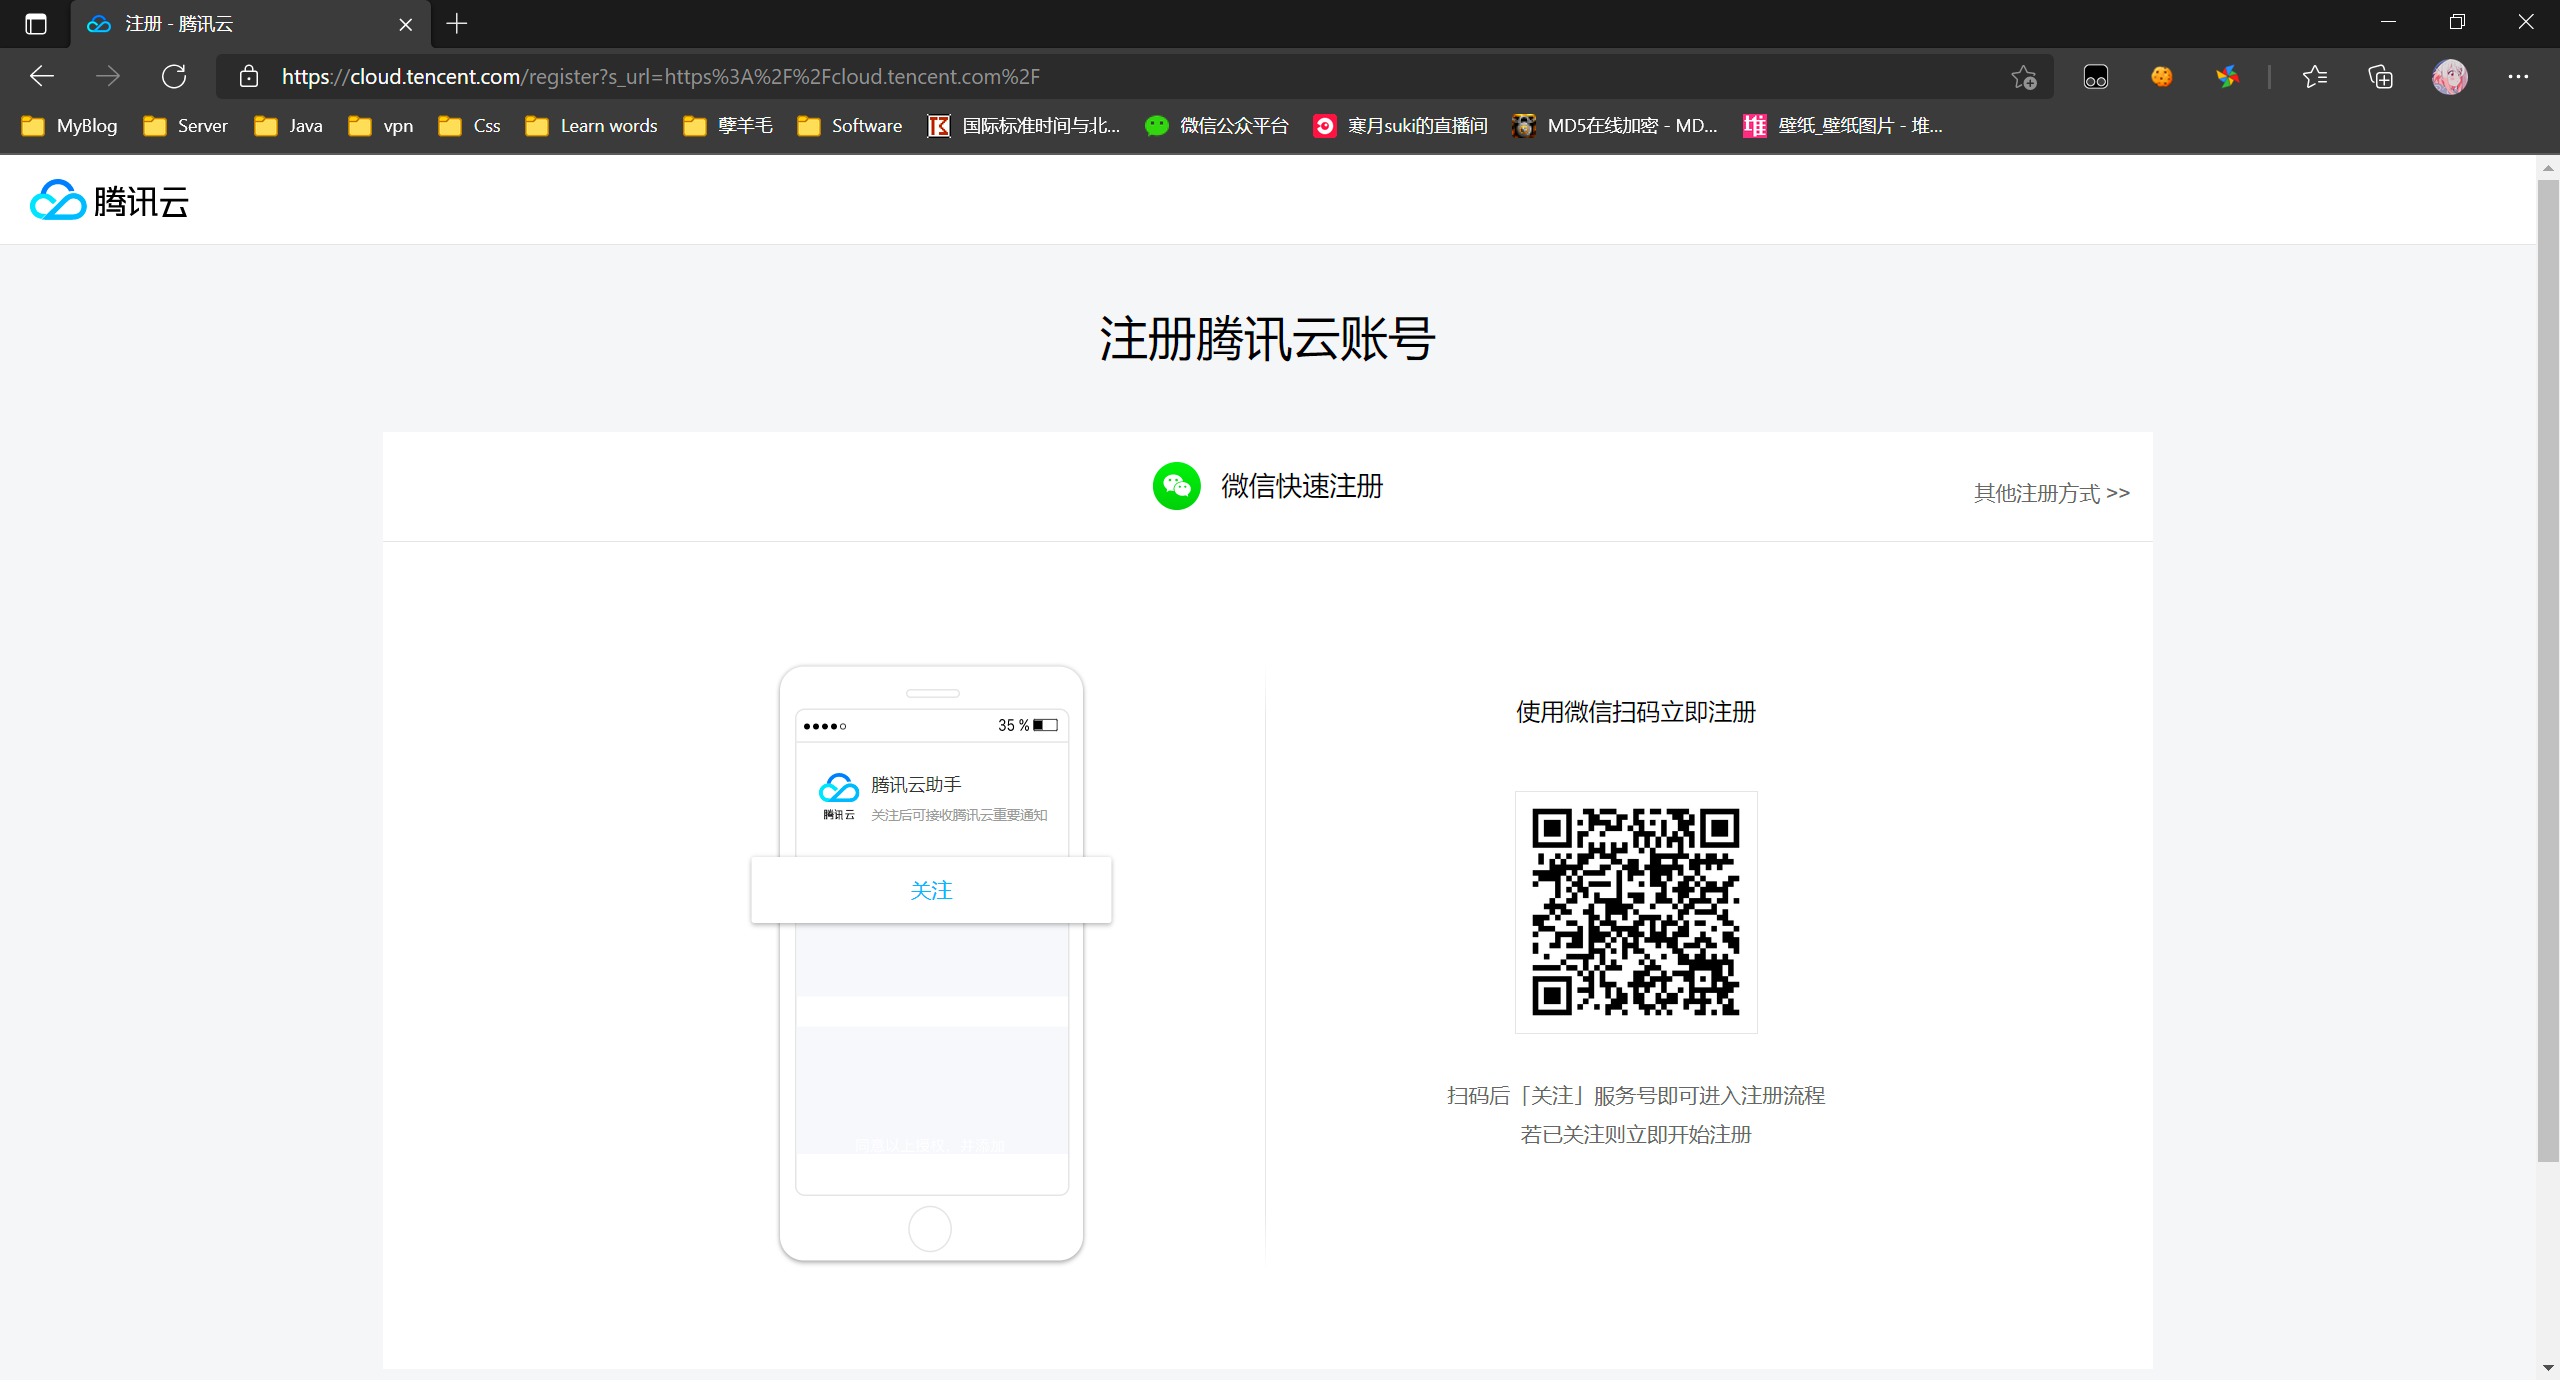 注册 - 腾讯云
https://cloud.tencent.com/register?s_url=https%3A%2F%2Fcloud.tencent.com%2F
MyBlog Server Java vpn Css Learn words 孽羊毛 Software 国际标准时间与北... 微信公众平台 寒月suki的直播间 MD5在线加密 - MD... 壁纸_壁纸图片 - 堆...
腾讯云
注册腾讯云账号
微信快速注册
其他注册方式 >>
35 %
腾讯云助手
腾讯云
关注后可接收腾讯云重要通知
关注
使用微信扫码立即注册
扫码后「关注」服务号即可进入注册流程
若已关注则立即开始注册